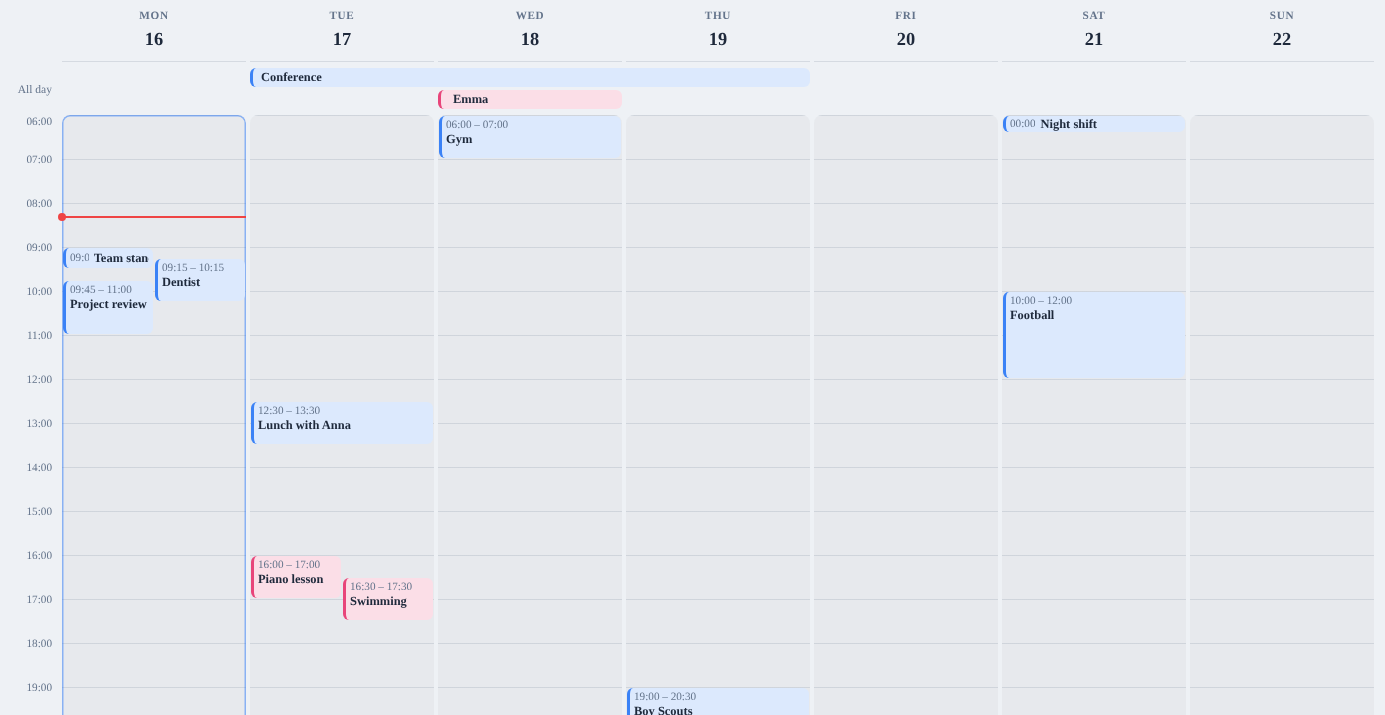 MON TUE WED THU FRI SAT SUN
16 17 18 19 20 21 22
All day
Conference
Emma
06:00
07:00
08:00
09:00
10:00
11:00
12:00
13:00
14:00
15:00
16:00
17:00
18:00
19:00
09:0 Team stan
09:15 – 10:15
Dentist
09:45 – 11:00
Project review
12:30 – 13:30
Lunch with Anna
16:00 – 17:00
Piano lesson
16:30 – 17:30
Swimming
06:00 – 07:00
Gym
19:00 – 20:30
Boy Scouts
00:00 Night shift
10:00 – 12:00
Football